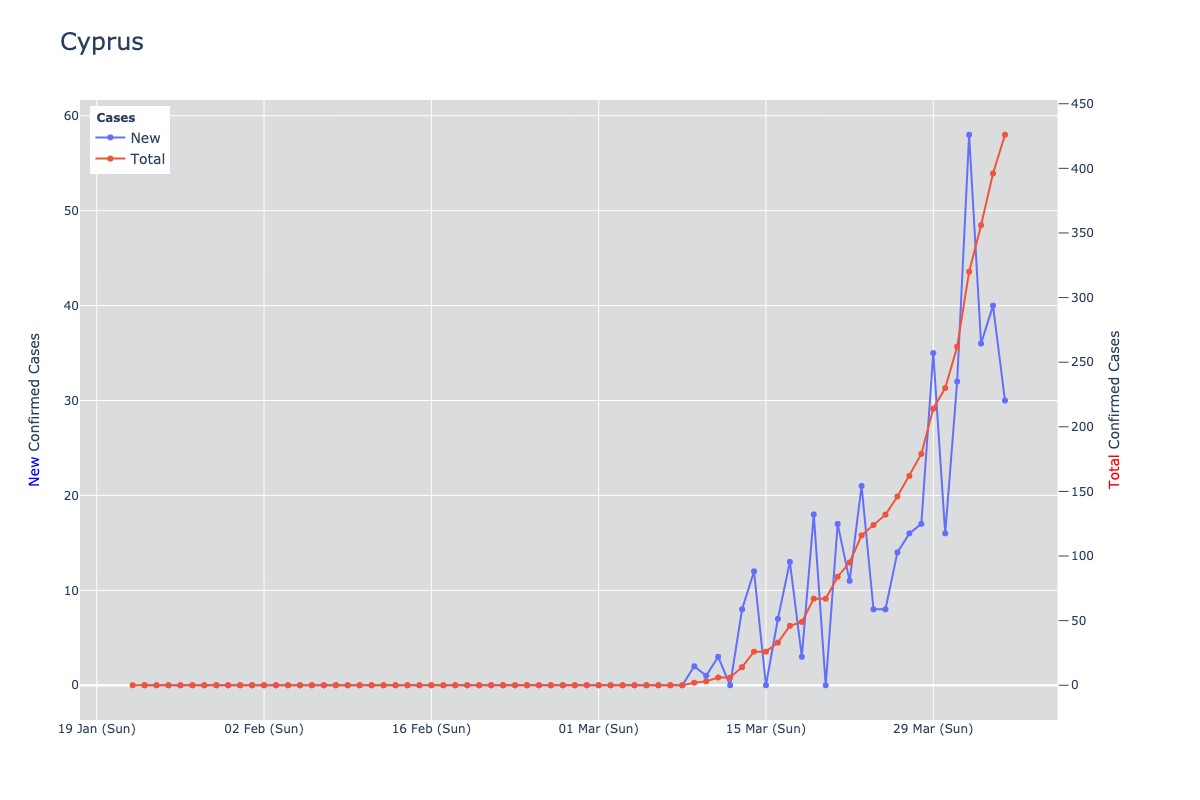 Cyprus
Cases
New
Total
60
50
40
30
20
10
0
450
400
350
300
250
200
150
100
50
0
New Confirmed Cases
Total Confirmed Cases
19 Jan (Sun)
02 Feb (Sun)
16 Feb (Sun)
01 Mar (Sun)
15 Mar (Sun)
29 Mar (Sun)